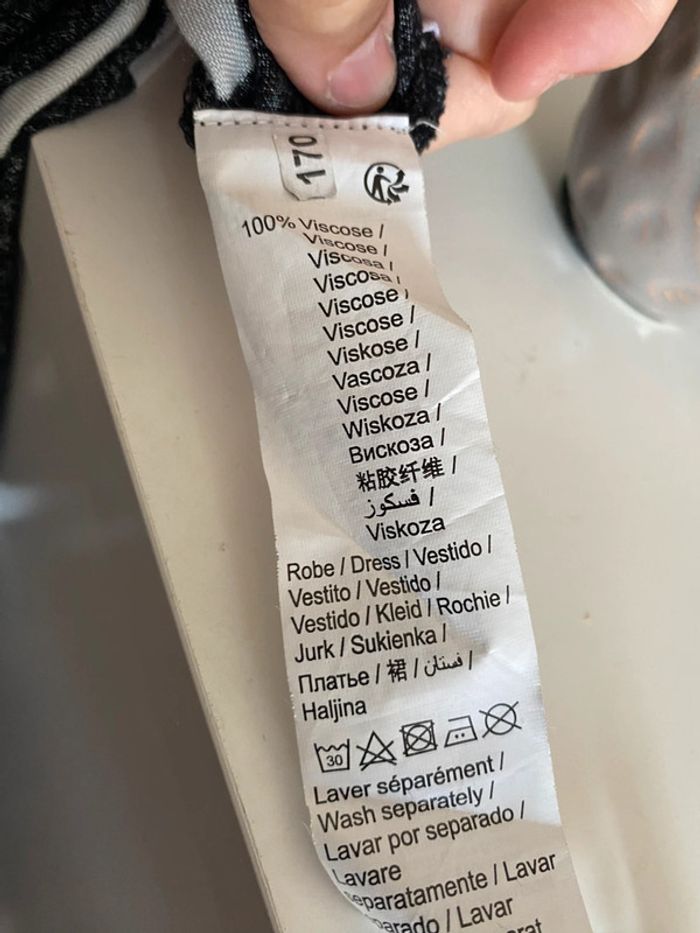 170
100% Viscose /
Viscose /
Viscosa /
Viscosa /
Viscose /
Viscose /
Viskose /
Vascoza /
Viscose /
Wiskoza /
Вискоза /
粘胶纤维 /
فسكوز /
Viskoza
Robe / Dress / Vestido /
Vestito / Vestido /
Vestido / Kleid / Rochie /
Jurk / Sukienka /
Платье / 裙 / فستان /
Haljina
30
Laver séparément /
Wash separately /
Lavar por separado /
Lavare
separatamente / Lavar
/ Lavar